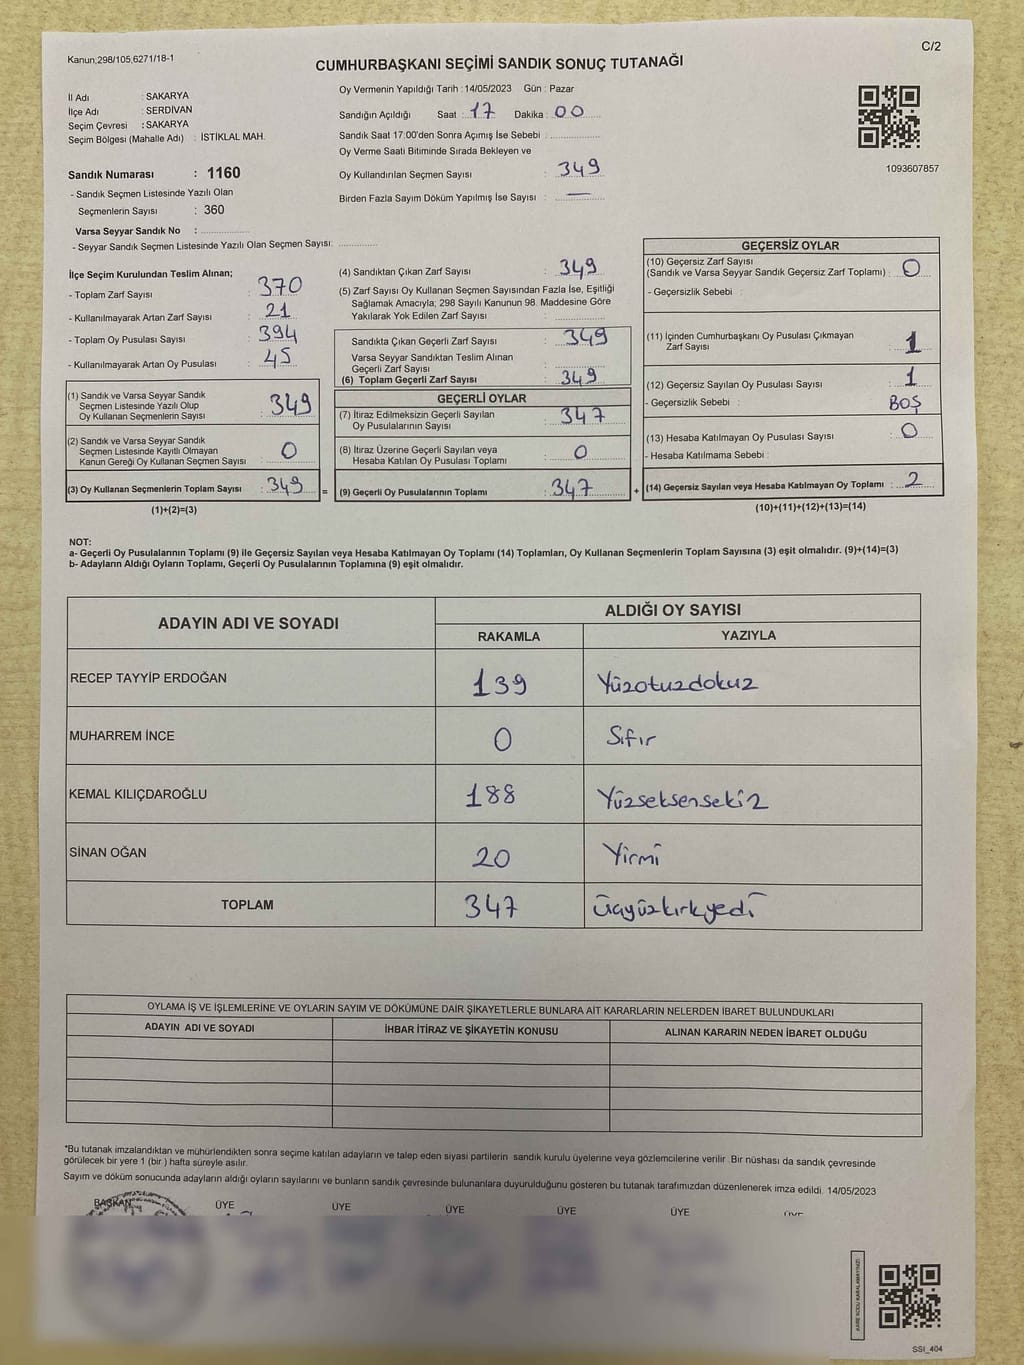 Kanun;298/105,6271/18-1
C/2
CUMHURBAŞKANI SEÇİMİ SANDIK SONUÇ TUTANAĞI
İl Adı : SAKARYA
İlçe Adı : SERDİVAN
Seçim Çevresi : SAKARYA
Seçim Bölgesi (Mahalle Adı) : İSTİKLAL MAH.
Oy Vermenin Yapıldığı Tarih : 14/05/2023 Gün : Pazar
Sandığın Açıldığı Saat : 17 Dakika : 00
Sandık Saat 17:00'den Sonra Açımış İse Sebebi :
Oy Verme Saati Bitiminde Sırada Bekleyen ve
Oy Kullandırılan Seçmen Sayısı : 349
Birden Fazla Sayım Döküm Yapılmış İse Sayısı : —
1093607857
Sandık Numarası : 1160
- Sandık Seçmen Listesinde Yazılı Olan
Seçmenlerin Sayısı : 360
Varsa Seyyar Sandık No :
- Seyyar Sandık Seçmen Listesinde Yazılı Olan Seçmen Sayısı:
İlçe Seçim Kurulundan Teslim Alınan;
- Toplam Zarf Sayısı : 370
- Kullanılmayarak Artan Zarf Sayısı : 21
- Toplam Oy Pusulası Sayısı : 394
- Kullanılmayarak Artan Oy Pusulası : 45
(1) Sandık ve Varsa Seyyar Sandık
Seçmen Listesinde Yazılı Olup
Oy Kullanan Seçmenlerin Sayısı : 349
(2) Sandık ve Varsa Seyyar Sandık
Seçmen Listesinde Kayıtlı Olmayan
Kanun Gereği Oy Kullanan Seçmen Sayısı : 0
(3) Oy Kullanan Seçmenlerin Toplam Sayısı : 349 =
(1)+(2)=(3)
(4) Sandıktan Çıkan Zarf Sayısı : 349
(5) Zarf Sayısı Oy Kullanan Seçmen Sayısından Fazla İse, Eşitliği
Sağlamak Amacıyla; 298 Sayılı Kanunun 98. Maddesine Göre
Yakılarak Yok Edilen Zarf Sayısı :
Sandıkta Çıkan Geçerli Zarf Sayısı : 349
Varsa Seyyar Sandıktan Teslim Alınan
Geçerli Zarf Sayısı :
(6) Toplam Geçerli Zarf Sayısı : 349
GEÇERLİ OYLAR
(7) İtiraz Edilmeksizin Geçerli Sayılan
Oy Pusulalarının Sayısı : 347
(8) İtiraz Üzerine Geçerli Sayılan veya
Hesaba Katılan Oy Pusulası Toplamı : 0
(9) Geçerli Oy Pusulalarının Toplamı : 347 +
GEÇERSİZ OYLAR
(10) Geçersiz Zarf Sayısı
(Sandık ve Varsa Seyyar Sandık Geçersiz Zarf Toplamı) : 0
- Geçersizlik Sebebi :
(11) İçinden Cumhurbaşkanı Oy Pusulası Çıkmayan
Zarf Sayısı : 1
(12) Geçersiz Sayılan Oy Pusulası Sayısı : 1
- Geçersizlik Sebebi : BOŞ
(13) Hesaba Katılmayan Oy Pusulası Sayısı : 0
- Hesaba Katılmama Sebebi :
(14) Geçersiz Sayılan veya Hesaba Katılmayan Oy Toplamı : 2
(10)+(11)+(12)+(13)=(14)
NOT:
a- Geçerli Oy Pusulalarının Toplamı (9) ile Geçersiz Sayılan veya Hesaba Katılmayan Oy Toplamı (14) Toplamları, Oy Kullanan Seçmenlerin Toplam Sayısına (3) eşit olmalıdır. (9)+(14)=(3)
b- Adayların Aldığı Oyların Toplamı, Geçerli Oy Pusulalarının Toplamına (9) eşit olmalıdır.
ADAYIN ADI VE SOYADI
ALDIĞI OY SAYISI
RAKAMLA YAZIYLA
RECEP TAYYİP ERDOĞAN 139 Yüzotuzdokuz
MUHARREM İNCE 0 Sıfır
KEMAL KILIÇDAROĞLU 188 Yüzseksensekiz
SİNAN OĞAN 20 Yirmi
TOPLAM 347 Üçyüzkırkyedi
OYLAMA İŞ VE İŞLEMLERİNE VE OYLARIN SAYIM VE DÖKÜMÜNE DAİR ŞİKAYETLERLE BUNLARA AİT KARARLARIN NELERDEN İBARET BULUNDUKLARI
ADAYIN ADI VE SOYADI İHBAR İTİRAZ VE ŞİKAYETİN KONUSU ALINAN KARARIN NEDEN İBARET OLDUĞU
*Bu tutanak imzalandıktan ve mühürlendikten sonra seçime katılan adayların ve talep eden siyasi partilerin sandık kurulu üyelerine veya gözlemcilerine verilir .Bir nüshası da sandık çevresinde
görülecek bir yere 1 (bir ) hafta süreyle asılır.
Sayım ve döküm sonucunda adayların aldığı oyların sayılarını ve bunların sandık çevresinde bulunanlara duyurulduğunu gösteren bu tutanak tarafımızdan düzenlenerek imza edildi. 14/05/2023
BAŞKAN ÜYE ÜYE ÜYE ÜYE ÜYE ÜYE
SSİ_404